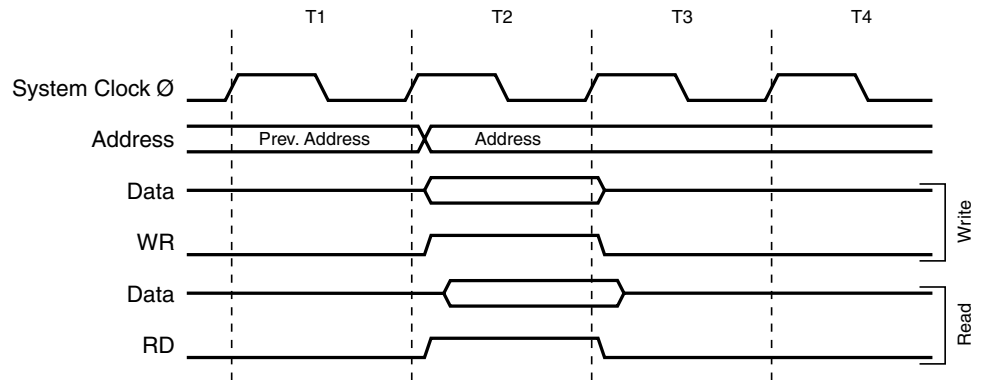 T1 T2 T3 T4
System Clock Ø
Address
Prev. Address
Address
Data
WR
Write
Data
RD
Read